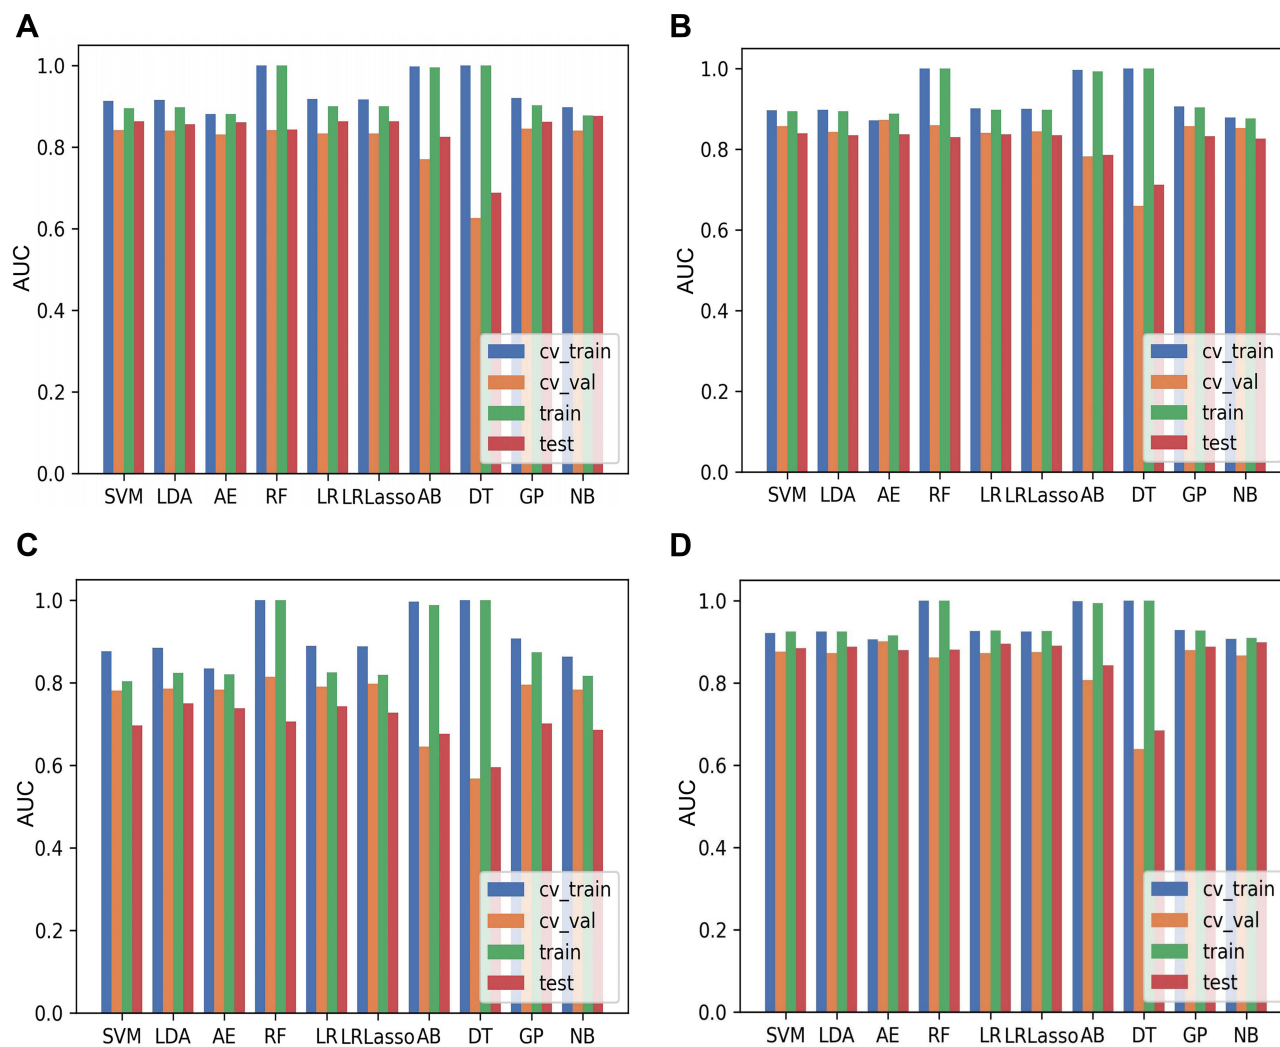 A
1.0
0.8
0.6
0.4
0.2
0.0
AUC
cv_train
cv_val
train
test
SVM LDA AE RF LR LRLasso AB DT GP NB
B
1.0
0.8
0.6
0.4
0.2
0.0
AUC
cv_train
cv_val
train
test
SVM LDA AE RF LR LRLasso AB DT GP NB
C
1.0
0.8
0.6
0.4
0.2
0.0
AUC
cv_train
cv_val
train
test
SVM LDA AE RF LR LRLasso AB DT GP NB
D
1.0
0.8
0.6
0.4
0.2
0.0
AUC
cv_train
cv_val
train
test
SVM LDA AE RF LR LRLasso AB DT GP NB